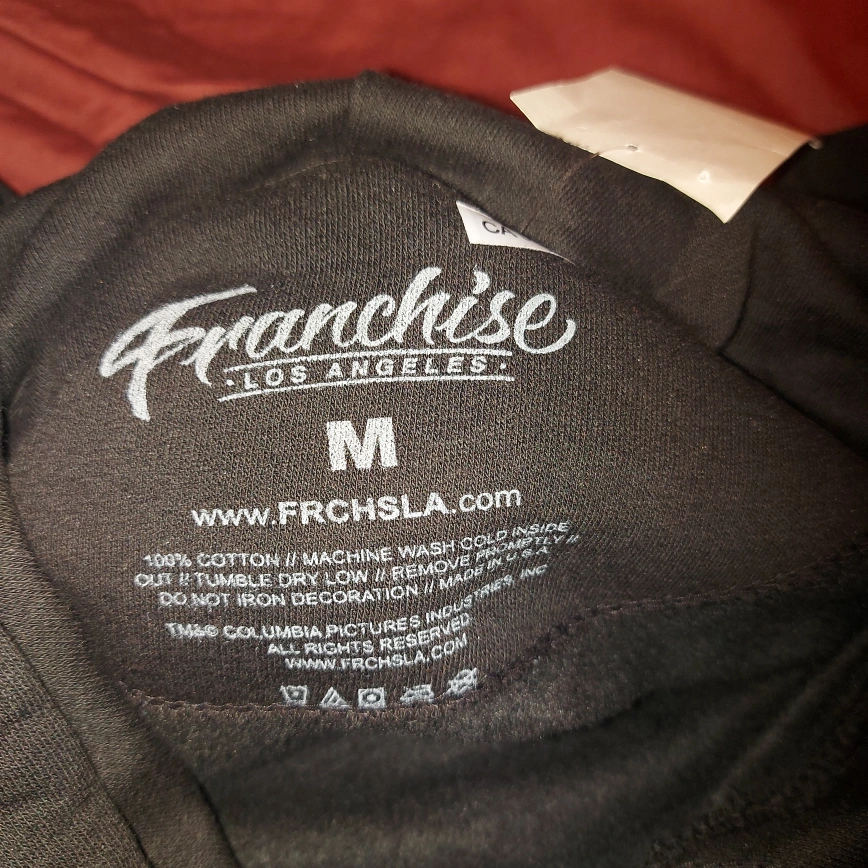 CA
Franchise
· LOS ANGELES ·
M
www.FRCHSLA.com
100% COTTON // MACHINE WASH COLD INSIDE
OUT // TUMBLE DRY LOW // REMOVE PROMPTLY //
DO NOT IRON DECORATION // MADE IN U.S.A
TM&© COLUMBIA PICTURES INDUSTRIES, INC
ALL RIGHTS RESERVED
WWW.FRCHSLA.COM